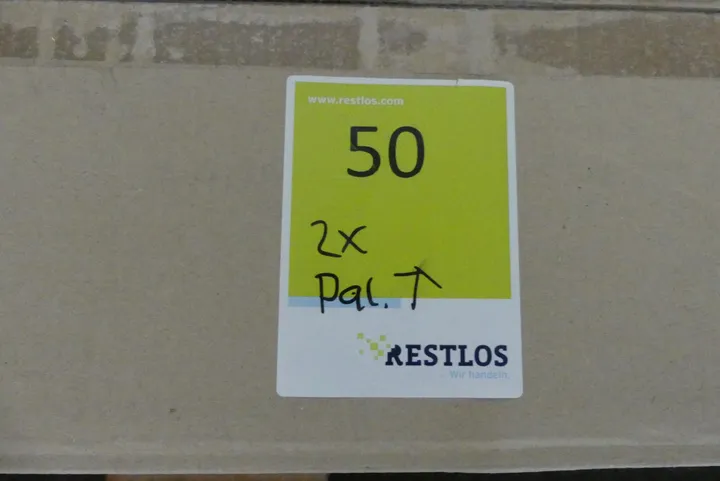 www.restlos.com
50
2x
Pal. ↑
RESTLOS
Wir handeln.